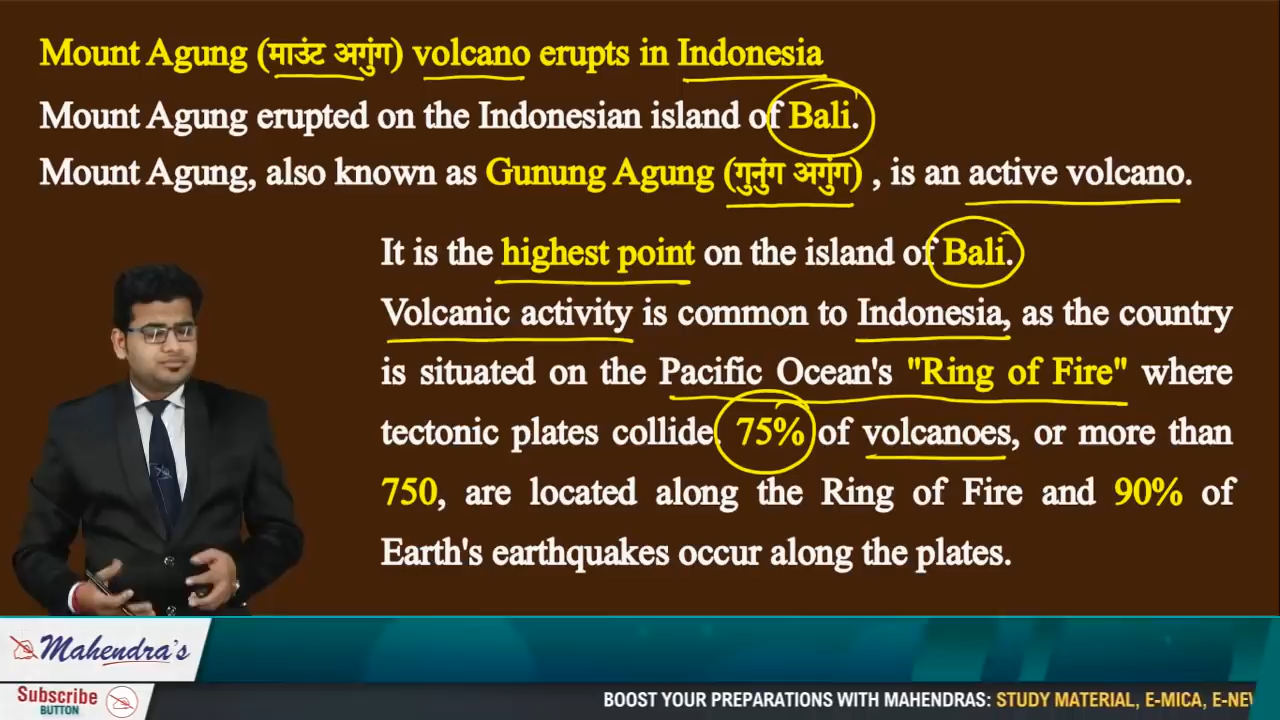 Mount Agung (माउंट अगुंग) volcano erupts in Indonesia
Mount Agung erupted on the Indonesian island of Bali.
Mount Agung, also known as Gunung Agung (गुनुंग अगुंग) , is an active volcano.
It is the highest point on the island of Bali.
Volcanic activity is common to Indonesia, as the country
is situated on the Pacific Ocean's "Ring of Fire" where
tectonic plates collide. 75% of volcanoes, or more than
750, are located along the Ring of Fire and 90% of
Earth's earthquakes occur along the plates.
Mahendra's
Subscribe
BUTTON
BOOST YOUR PREPARATIONS WITH MAHENDRAS: STUDY MATERIAL, E-MICA,